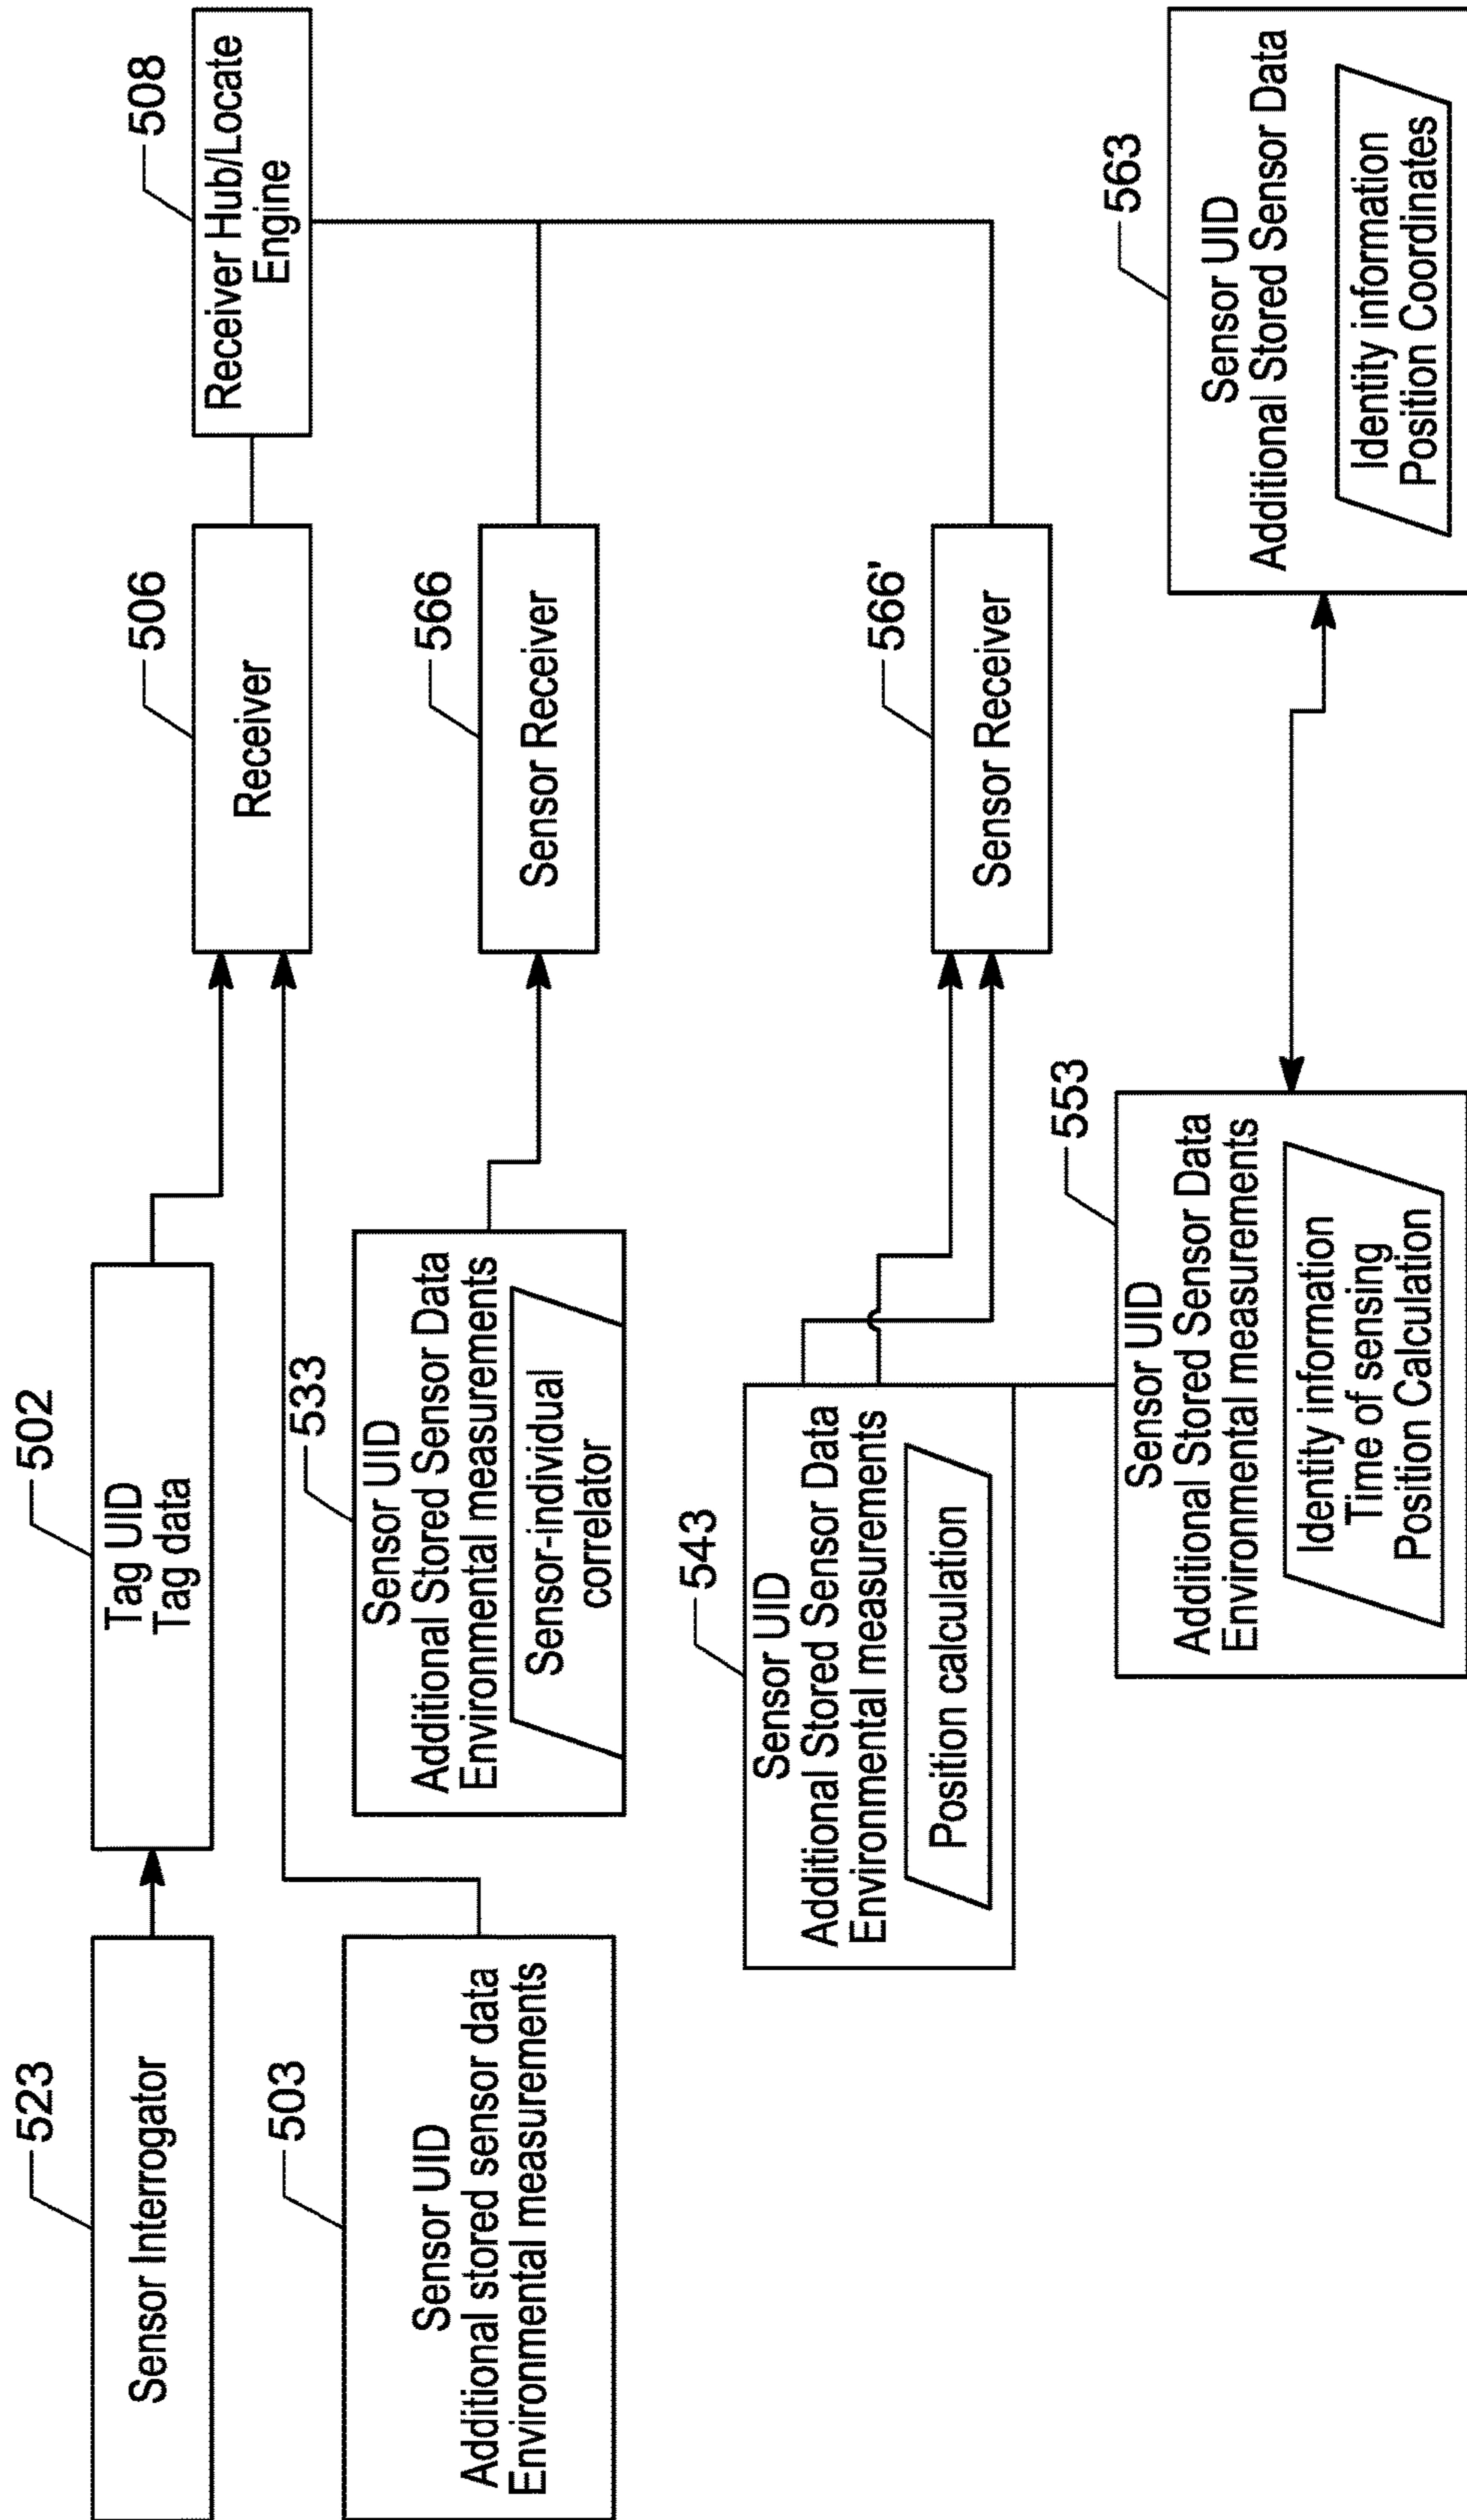 523
Sensor Interrogator
502
Tag UID
Tag data
506
Receiver
508
Receiver Hub/Locate
Engine
503
Sensor UID
Additional stored sensor data
Environmental measurements
533
Sensor UID
Additional Stored Sensor Data
Environmental measurements
Sensor-individual
correlator
566
Sensor Receiver
543
Sensor UID
Additional Stored Sensor Data
Environmental measurements
Position calculation
566'
Sensor Receiver
553
Sensor UID
Additional Stored Sensor Data
Environmental measurements
Identity information
Time of sensing
Position Calculation
563
Sensor UID
Additional Stored Sensor Data
Identity information
Position Coordinates